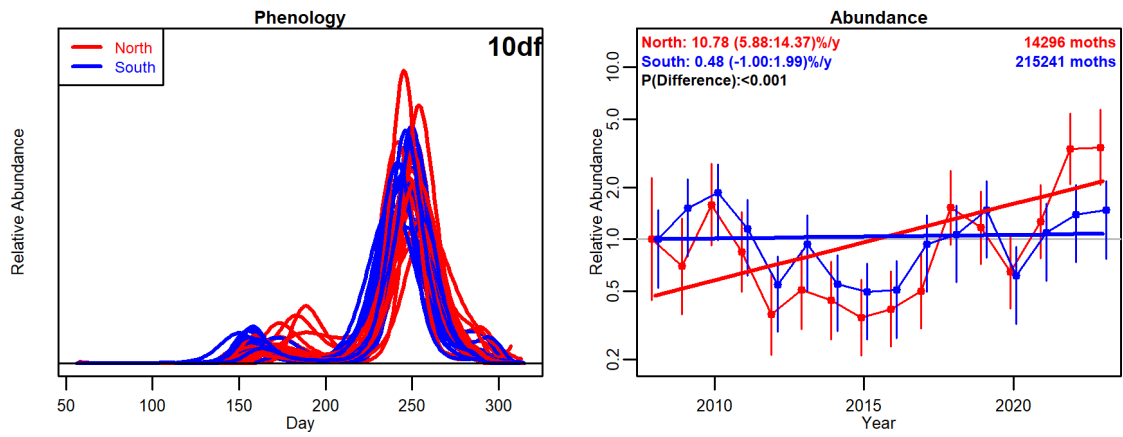 Phenology
North
South
10df
Relative Abundance
50 100 150 200 250 300
Day
Abundance
North: 10.78 (5.88:14.37)%/y 14296 moths
South: 0.48 (-1.00:1.99)%/y 215241 moths
P(Difference):<0.001
Relative Abundance
10.0
5.0
2.0
1.0
0.5
0.2
2010 2015 2020
Year